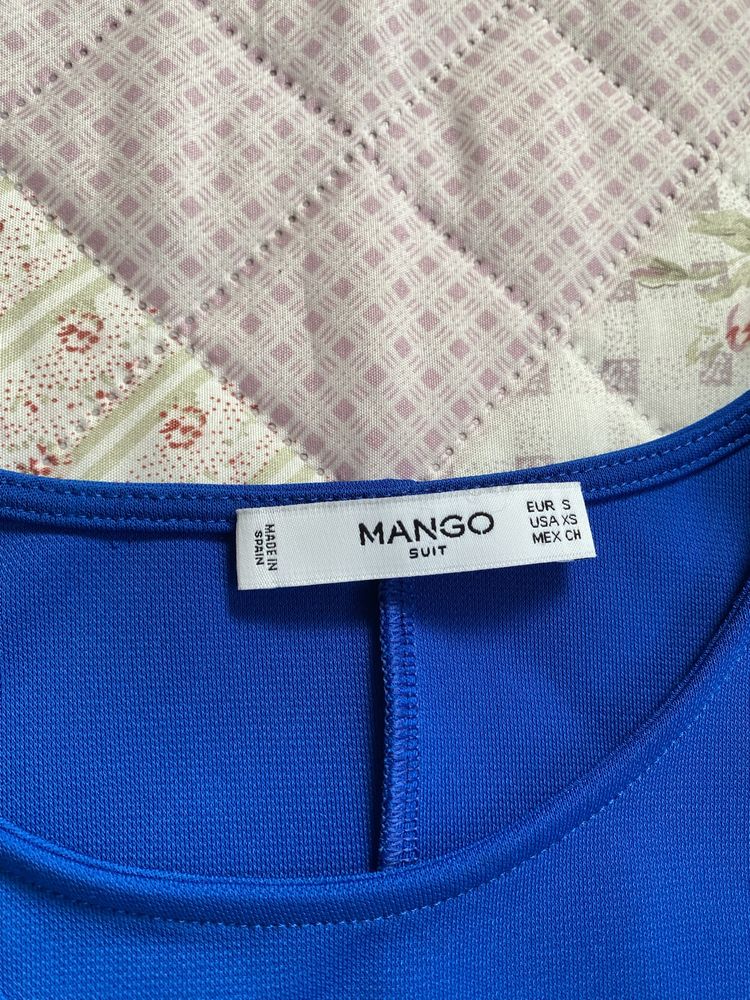 MADE IN
SPAIN
MANGO
SUIT
EUR S
USA XS
MEX CH